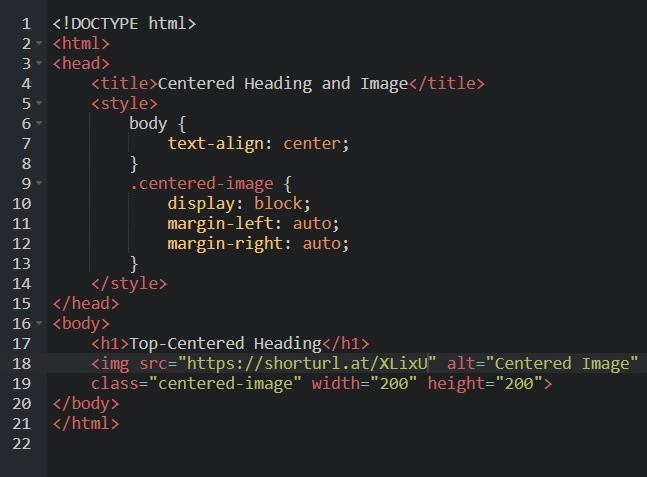 1 <!DOCTYPE html>
2 <html>
3 <head>
4     <title>Centered Heading and Image</title>
5     <style>
6         body {
7             text-align: center;
8         }
9         .centered-image {
10             display: block;
11             margin-left: auto;
12             margin-right: auto;
13         }
14     </style>
15 </head>
16 <body>
17     <h1>Top-Centered Heading</h1>
18     <img src="https://shorturl.at/XLixU" alt="Centered Image"
19     class="centered-image" width="200" height="200">
20 </body>
21 </html>
22